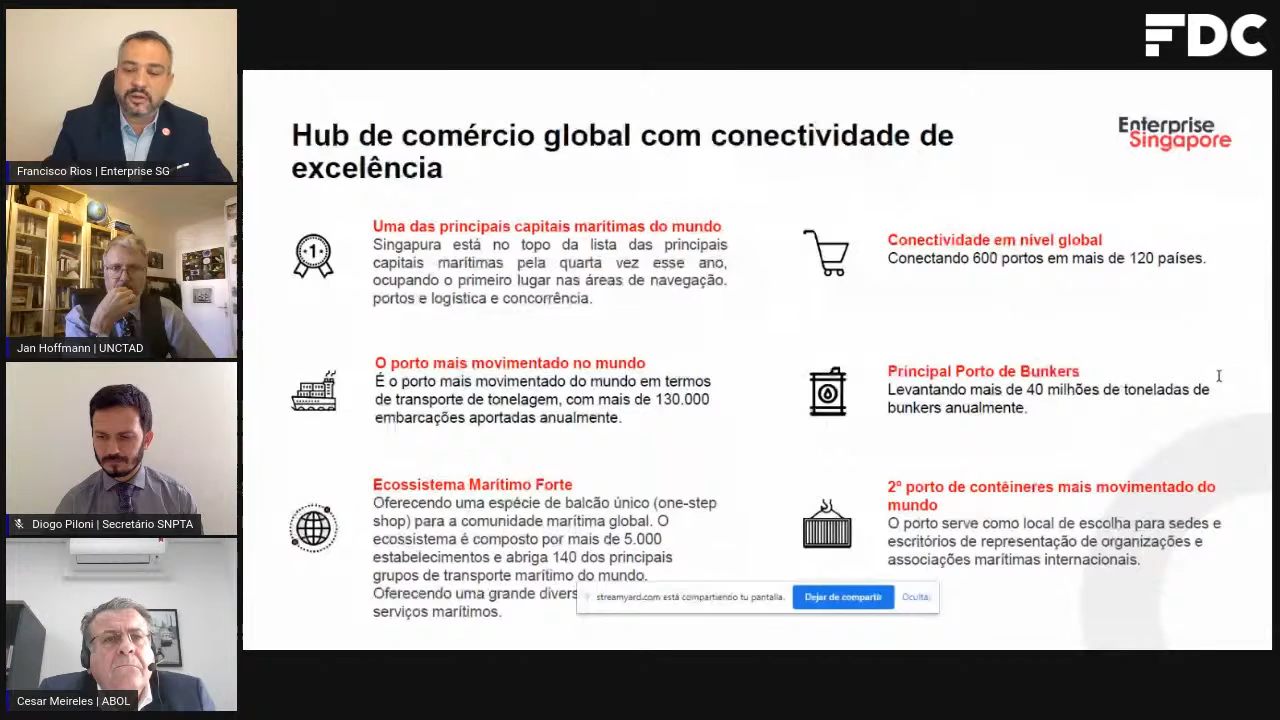 FDC
Francisco Rios | Enterprise SG
Jan Hoffmann | UNCTAD
Diogo Piloni | Secretário SNPTA
Cesar Meireles | ABOL
Hub de comércio global com conectividade de
excelência
Enterprise
Singapore
1
Uma das principais capitais marítimas do mundo
Singapura está no topo da lista das principais
capitais marítimas pela quarta vez esse ano,
ocupando o primeiro lugar nas áreas de navegação.
portos e logística e concorrência.
O porto mais movimentado no mundo
É o porto mais movimentado do mundo em termos
de transporte de tonelagem, com mais de 130.000
embarcações aportadas anualmente.
Ecossistema Marítimo Forte
Oferecendo uma espécie de balcão único (one-step
shop) para a comunidade marítima global. O
ecossistema é composto por mais de 5.000
estabelecimentos e abriga 140 dos principais
grupos de transporte marítimo do mundo.
Oferecendo uma grande divers
serviços marítimos.
Conectividade em nível global
Conectando 600 portos em mais de 120 países.
Principal Porto de Bunkers
Levantando mais de 40 milhões de toneladas de
bunkers anualmente.
2º porto de contêineres mais movimentado do
mundo
O porto serve como local de escolha para sedes e
escritórios de representação de organizações e
associações marítimas internacionais.
streamyard.com está compartiendo tu pantalla.
Dejar de compartir
Ocultar